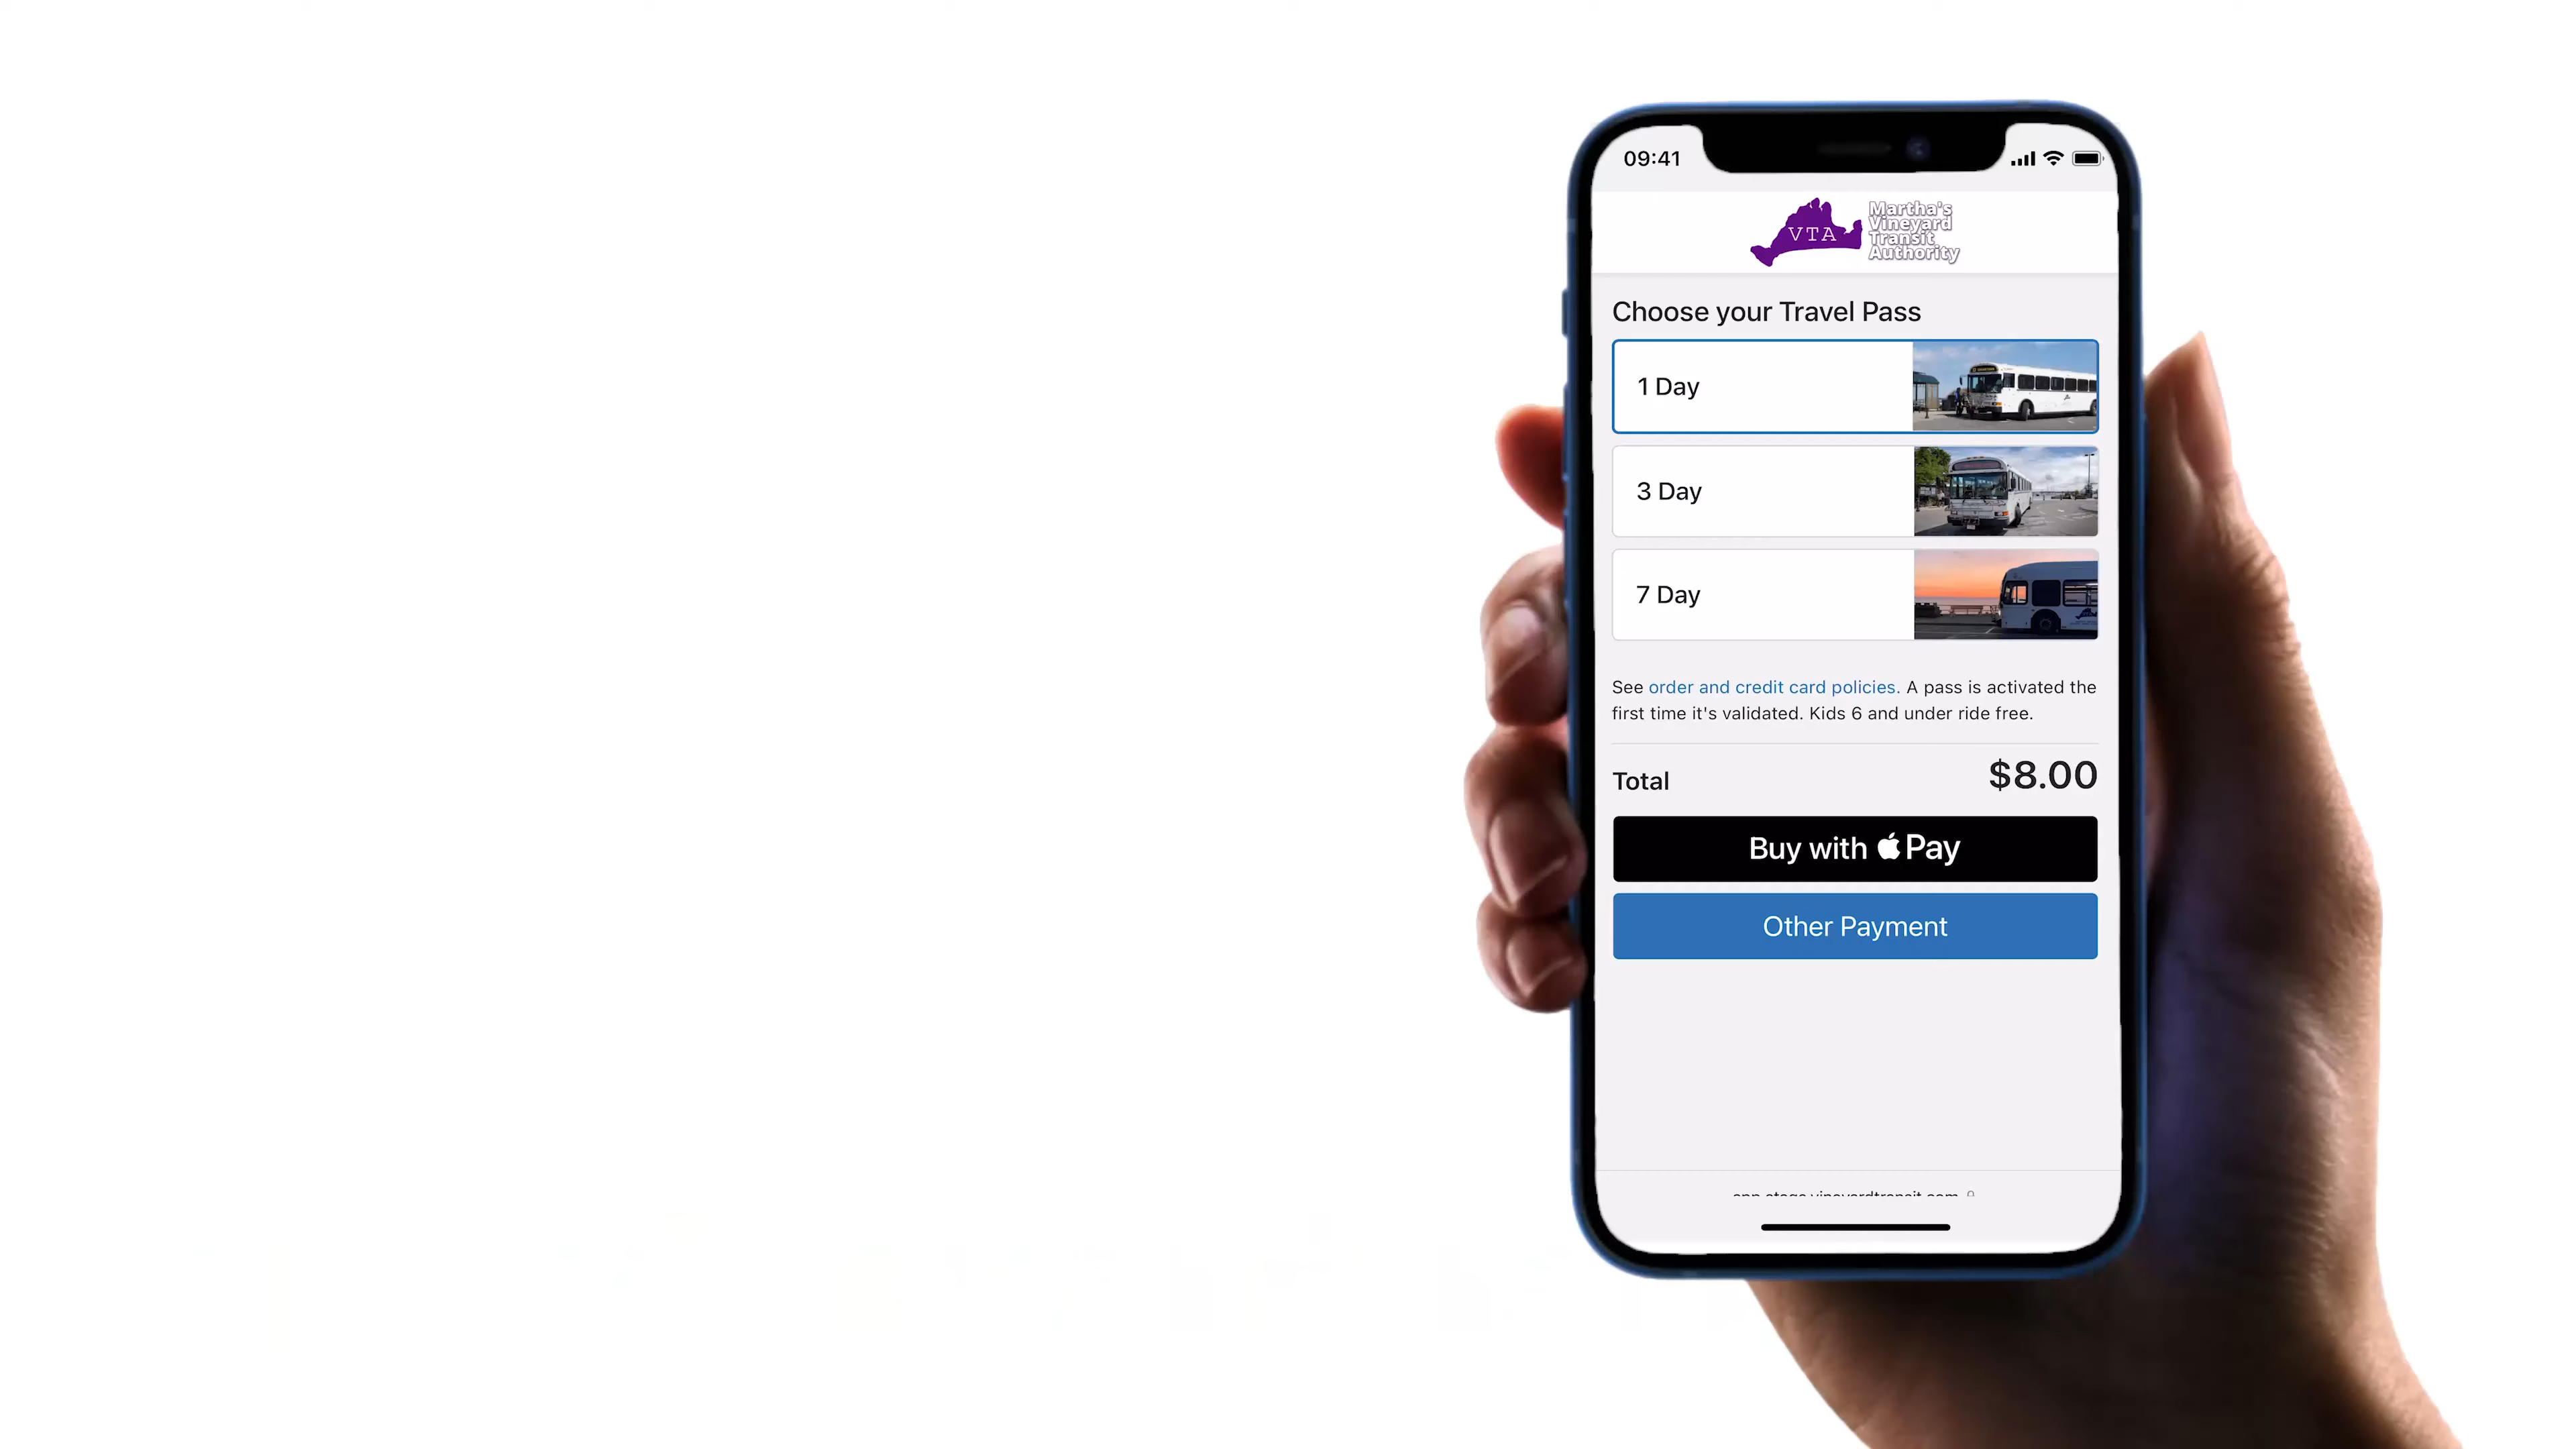 09:41
VTA
Martha's
Vineyard
Transit
Authority
Choose your Travel Pass
1 Day
3 Day
7 Day
See order and credit card policies. A pass is activated the
first time it's validated. Kids 6 and under ride free.
Total
$8.00
Buy with Pay
Other Payment